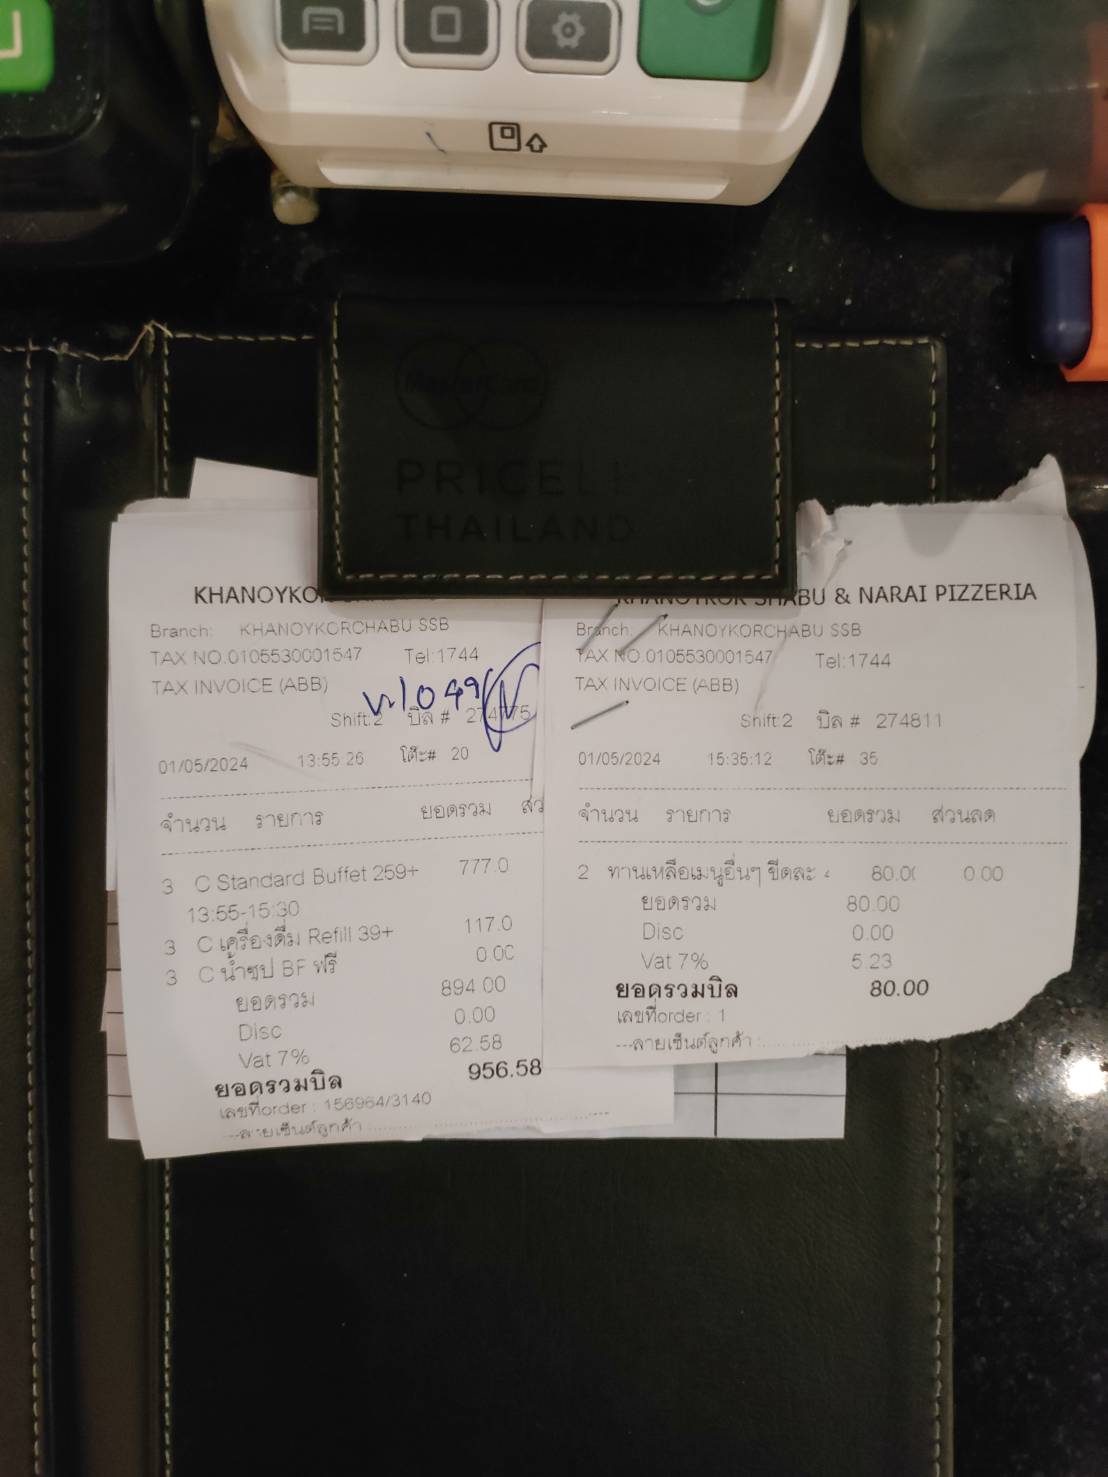 PRICELE
THAILAND
KHANOYKO
Branch: KHANOYKORCHABU SSB
TAX NO.0105530001547 Tel:1744
TAX INVOICE (ABB)
Shift:2 บิล # 274775
01/05/2024 13:55:26 โต๊ะ# 20
จำนวน รายการ ยอดรวม ส่ว
3 C Standard Buffet 259+ 777.0
13:55-15:30
3 C เครื่องดื่ม Refill 39+ 117.0
3 C น้ำซุป BF ฟรี 0.00
ยอดรวม 894.00
Disc 0.00
Vat 7% 62.58
ยอดรวมบิล 956.58
เลขที่order : 156964/3140
---ลายเซ็นต์ลูกค้า
KHANOYKOR SHABU & NARAI PIZZERIA
Branch: KHANOYKORCHABU SSB
TAX NO.0105530001547 Tel:1744
TAX INVOICE (ABB)
Shift:2 บิล # 274811
01/05/2024 15:35:12 โต๊ะ# 35
จำนวน รายการ ยอดรวม ส่วนลด
2 ทานเหลือเมนูอื่นๆ ขีดละ 4 80.00 0.00
ยอดรวม 80.00
Disc 0.00
Vat 7% 5.23
ยอดรวมบิล 80.00
เลขที่order : 1
---ลายเซ็นต์ลูกค้า :